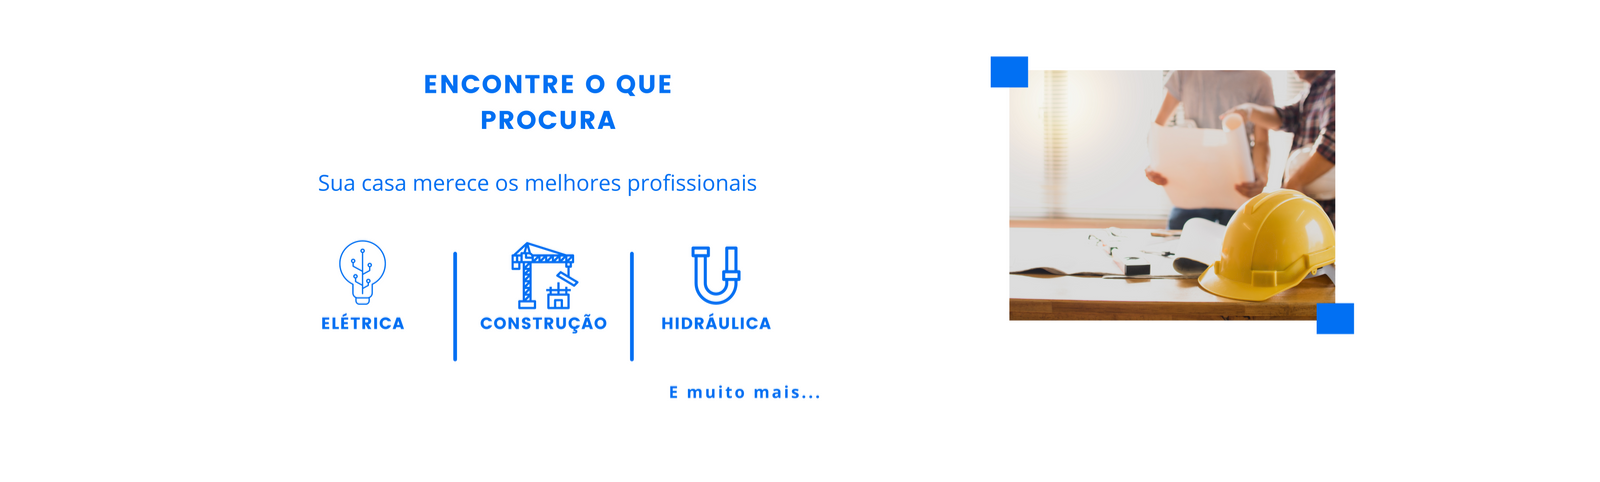 ENCONTRE O QUE
PROCURA
Sua casa merece os melhores profissionais
ELÉTRICA
CONSTRUÇÃO
HIDRÁULICA
E muito mais...